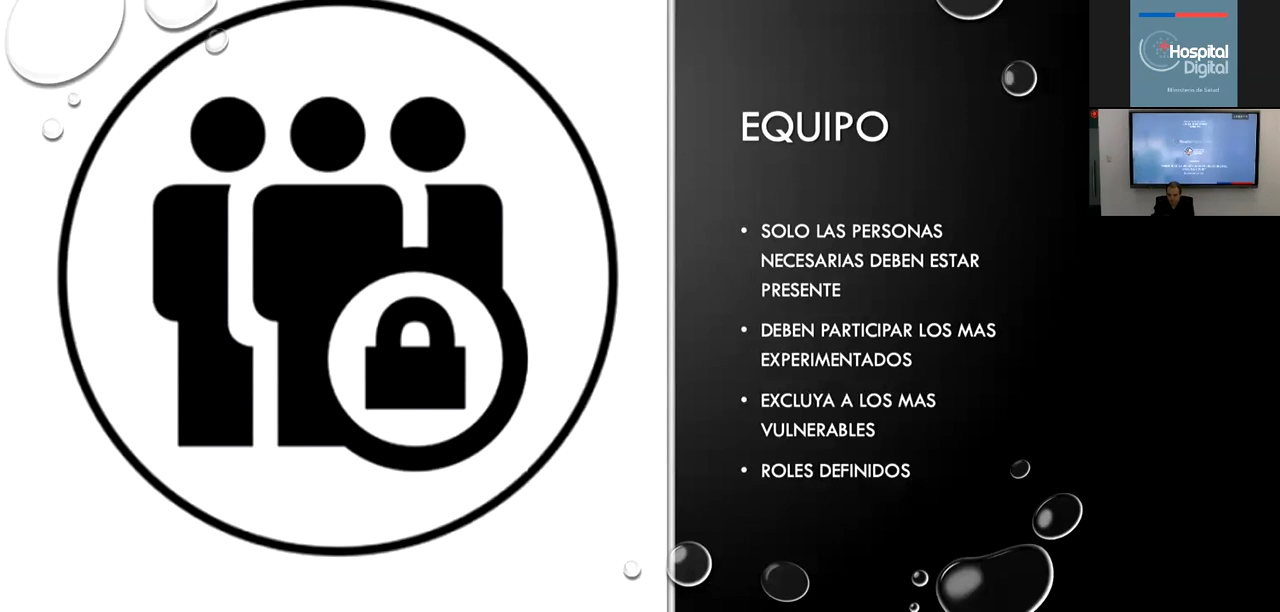 EQUIPO
• SOLO LAS PERSONAS
NECESARIAS DEBEN ESTAR
PRESENTE
• DEBEN PARTICIPAR LOS MAS
EXPERIMENTADOS
• EXCLUYA A LOS MAS
VULNERABLES
• ROLES DEFINIDOS
Hospital
Digital
Ministerio de Salud